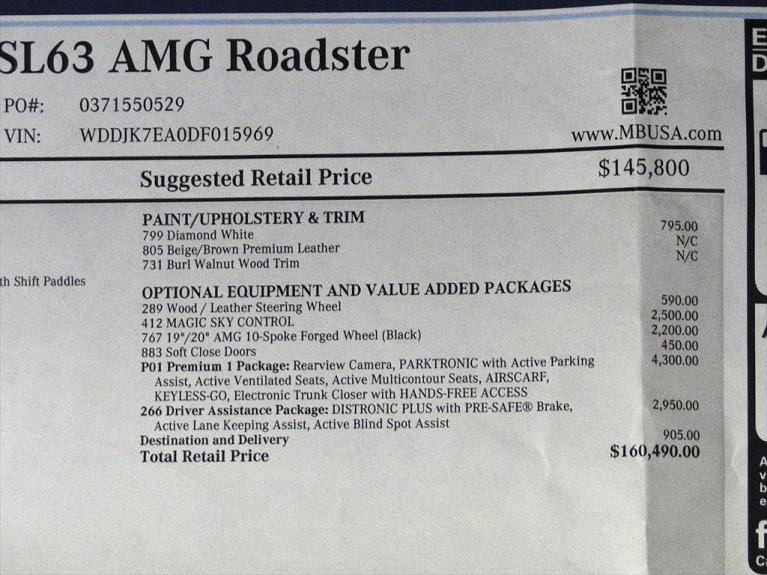 SL63 AMG Roadster
PO#: 0371550529
VIN: WDDJK7EA0DF015969
www.MBUSA.com
Suggested Retail Price $145,800
PAINT/UPHOLSTERY & TRIM
799 Diamond White 795.00
805 Beige/Brown Premium Leather N/C
731 Burl Walnut Wood Trim N/C
Shift Paddles
OPTIONAL EQUIPMENT AND VALUE ADDED PACKAGES
289 Wood / Leather Steering Wheel 590.00
412 MAGIC SKY CONTROL 2,500.00
767 19"/20" AMG 10-Spoke Forged Wheel (Black) 2,200.00
883 Soft Close Doors 450.00
P01 Premium 1 Package: Rearview Camera, PARKTRONIC with Active Parking 4,300.00
Assist, Active Ventilated Seats, Active Multicontour Seats, AIRSCARF,
KEYLESS-GO, Electronic Trunk Closer with HANDS-FREE ACCESS
266 Driver Assistance Package: DISTRONIC PLUS with PRE-SAFE® Brake, 2,950.00
Active Lane Keeping Assist, Active Blind Spot Assist
Destination and Delivery 905.00
Total Retail Price $160,490.00